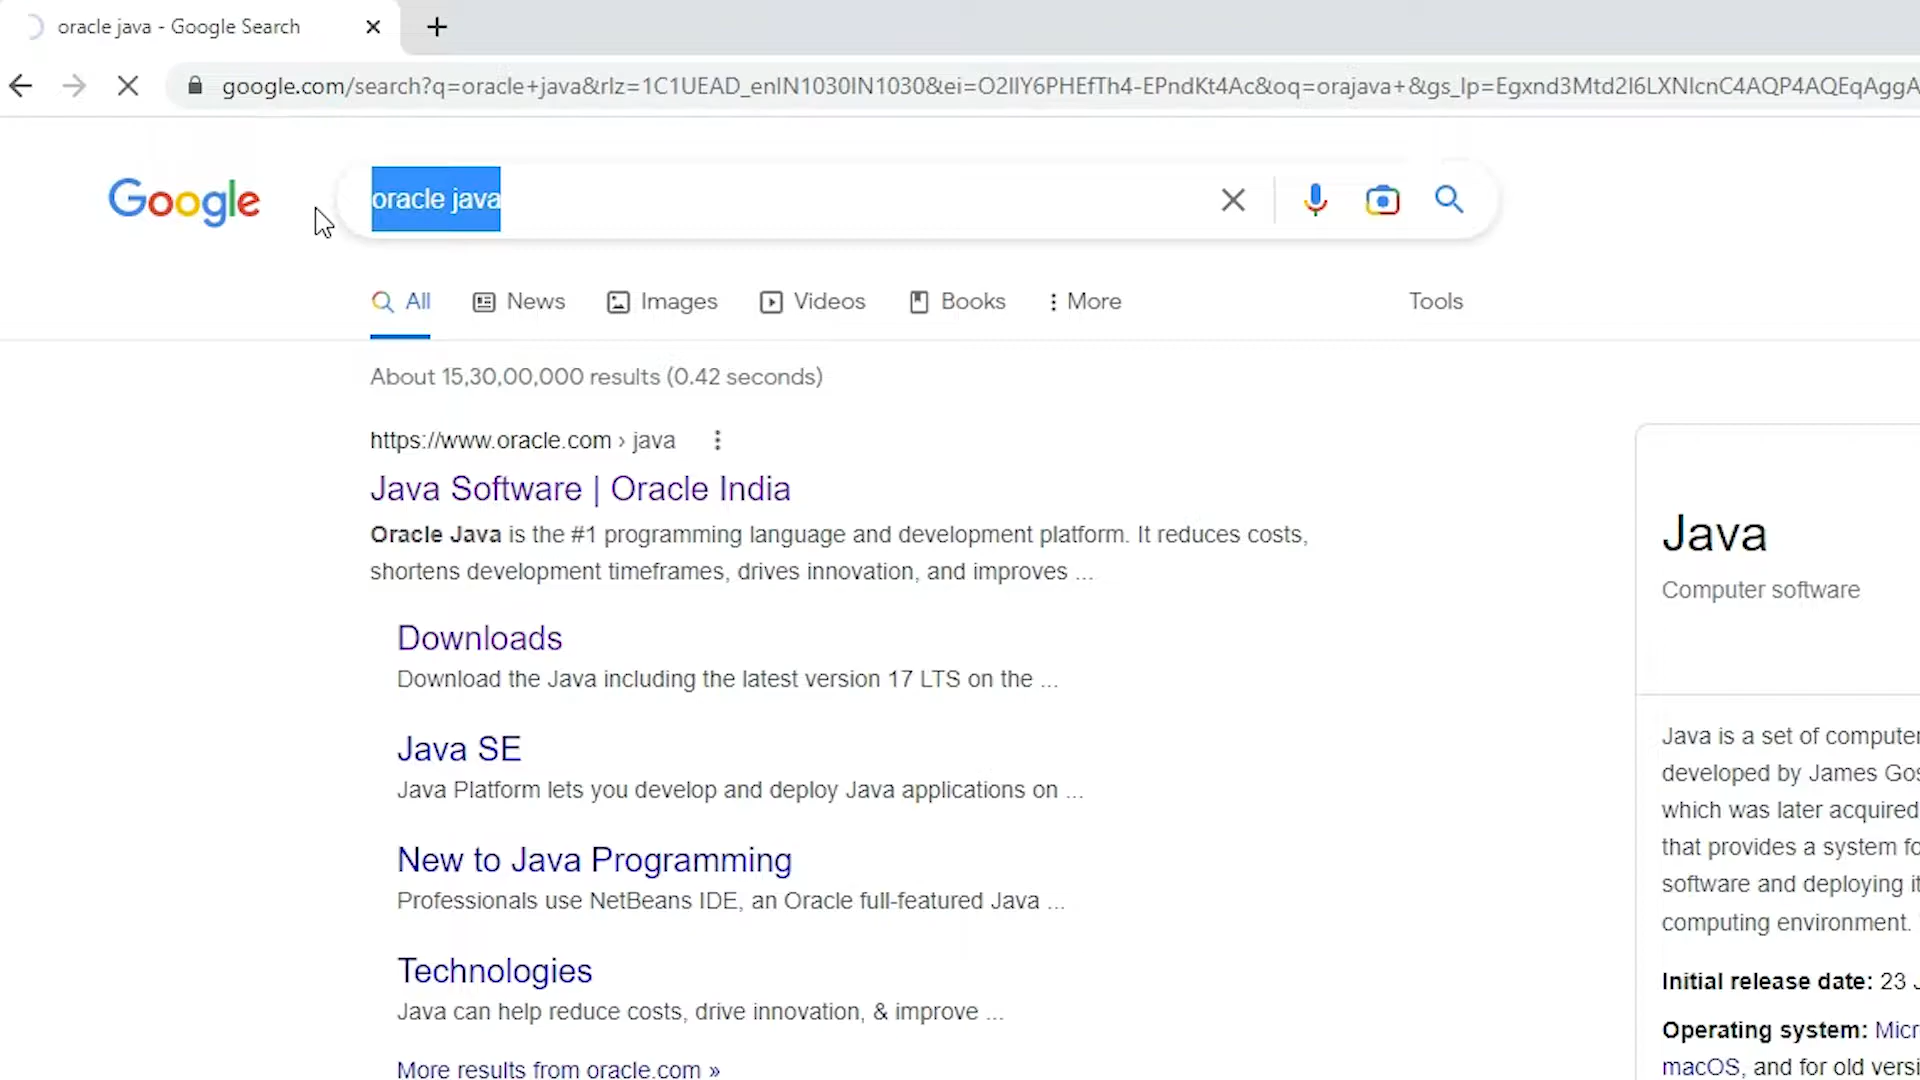 oracle java - Google Search
google.com/search?q=oracle+java&rlz=1C1UEAD_enIN1030IN1030&ei=O2IlY6PHEfTh4-EPndKt4Ac&oq=orajava+&gs_lp=Egxnd3Mtd2l6LXNlcnC4AQP4AQEqAggA
Google
oracle java
All News Images Videos Books More Tools
About 15,30,00,000 results (0.42 seconds)
https://www.oracle.com › java
Java Software | Oracle India
Oracle Java is the #1 programming language and development platform. It reduces costs,
shortens development timeframes, drives innovation, and improves ...
Downloads
Download the Java including the latest version 17 LTS on the ...
Java SE
Java Platform lets you develop and deploy Java applications on ...
New to Java Programming
Professionals use NetBeans IDE, an Oracle full-featured Java ...
Technologies
Java can help reduce costs, drive innovation, & improve ...
More results from oracle.com »
Java
Computer software
Java is a set of computer
developed by James Gos
which was later acquired
that provides a system fo
software and deploying it
computing environment.
Initial release date: 23 J
Operating system: Micr
macOS, and for old versi